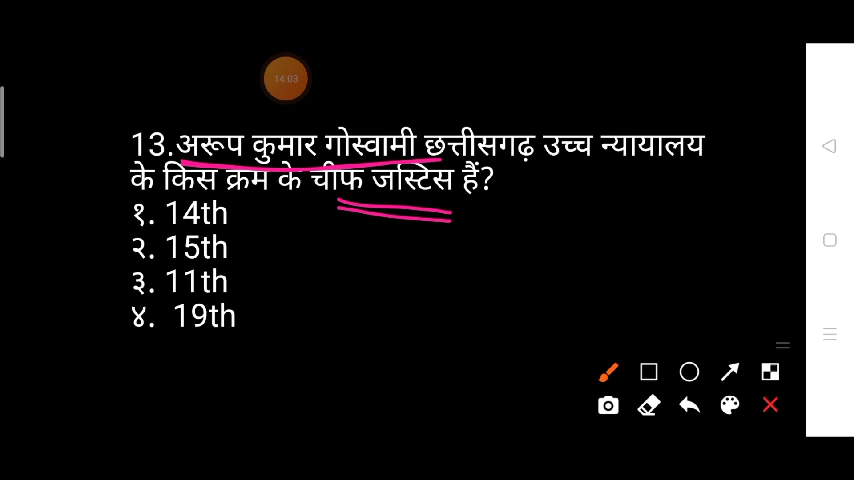 14:03
13.अरूप कुमार गोस्वामी छत्तीसगढ़ उच्च न्यायालय
के किस क्रम के चीफ जस्टिस हैं?
१. 14th
२. 15th
३. 11th
४. 19th